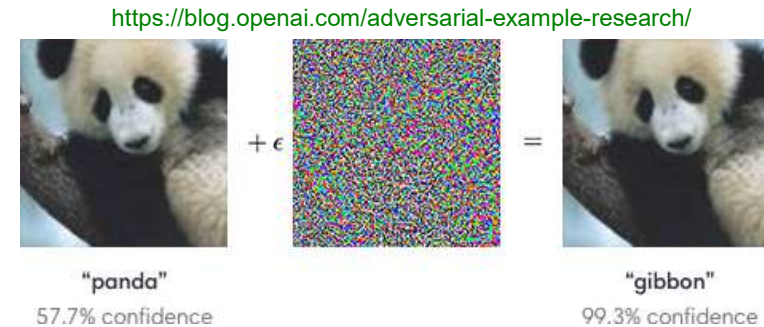 https://blog.openai.com/adversarial-example-research/
+ ϵ
=
“panda”
57.7% confidence
“gibbon”
99.3% confidence